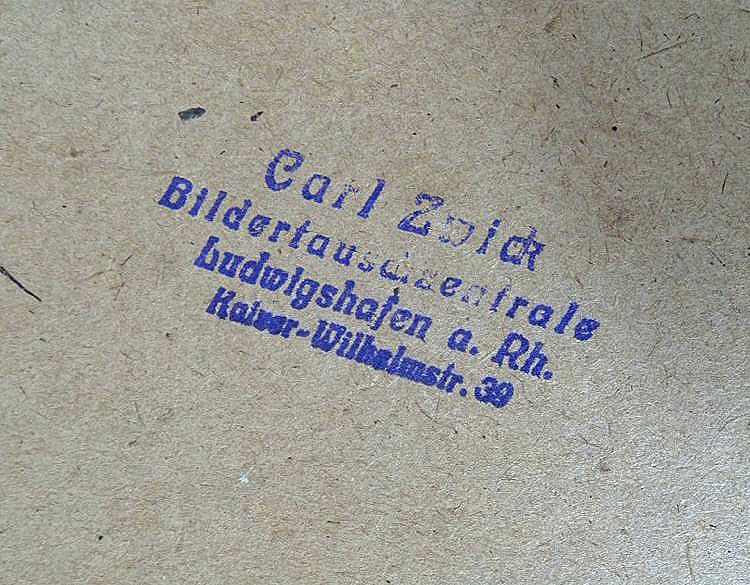 Carl Zwick
Bildertauschzentrale
Ludwigshafen a. Rh.
Kaiser-Wilhelmstr. 39